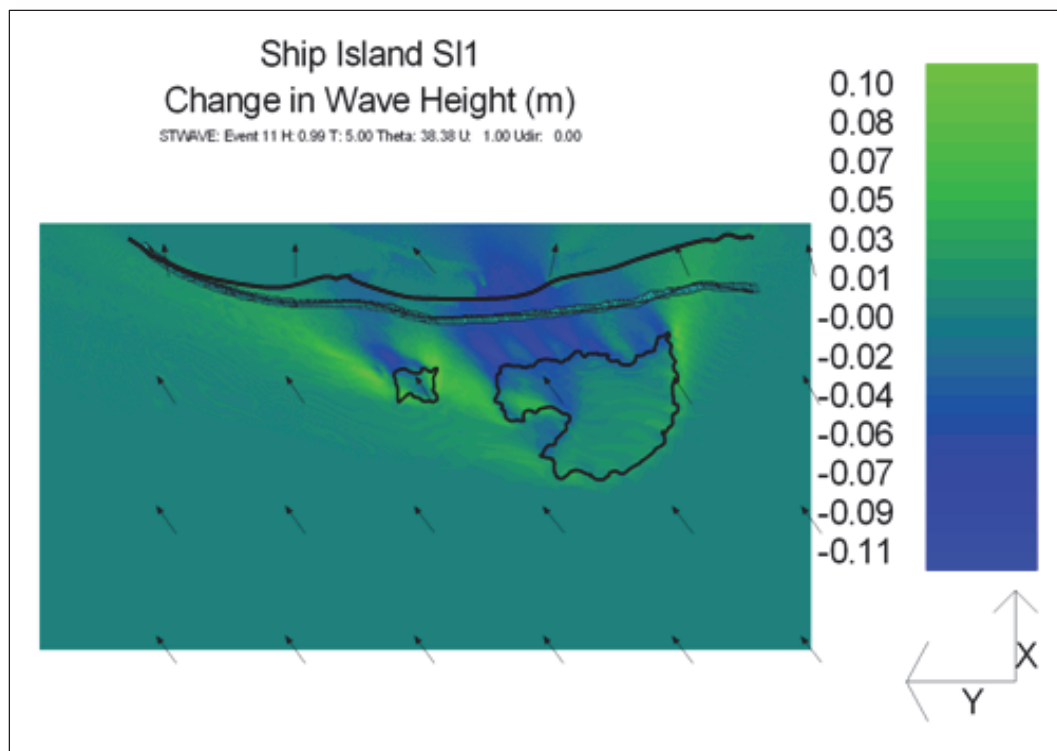 Ship Island SI1
Change in Wave Height (m)
STWAVE: Event 11 H: 0.99 T: 5.00 Theta: 38.38 U: 1.00 Udir: 0.00
0.10
0.08
0.07
0.05
0.03
0.01
-0.00
-0.02
-0.04
-0.06
-0.07
-0.09
-0.11
X
Y